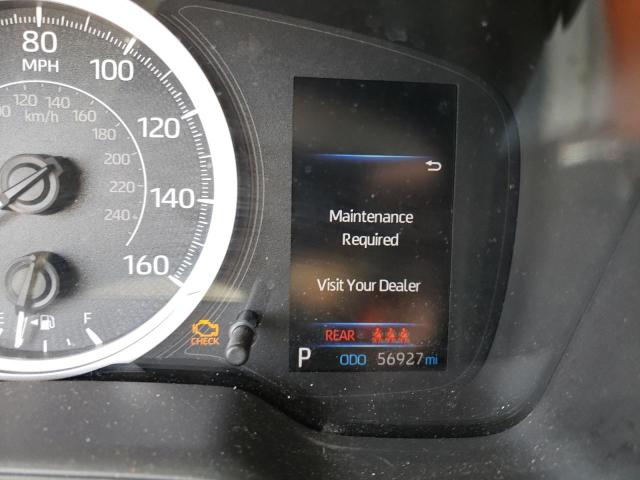 80
MPH
100
120
140
160
120 140 160
km/h
180
200
220
240
E F
CHECK
Maintenance
Required
Visit Your Dealer
REAR
P ODO 56927 mi